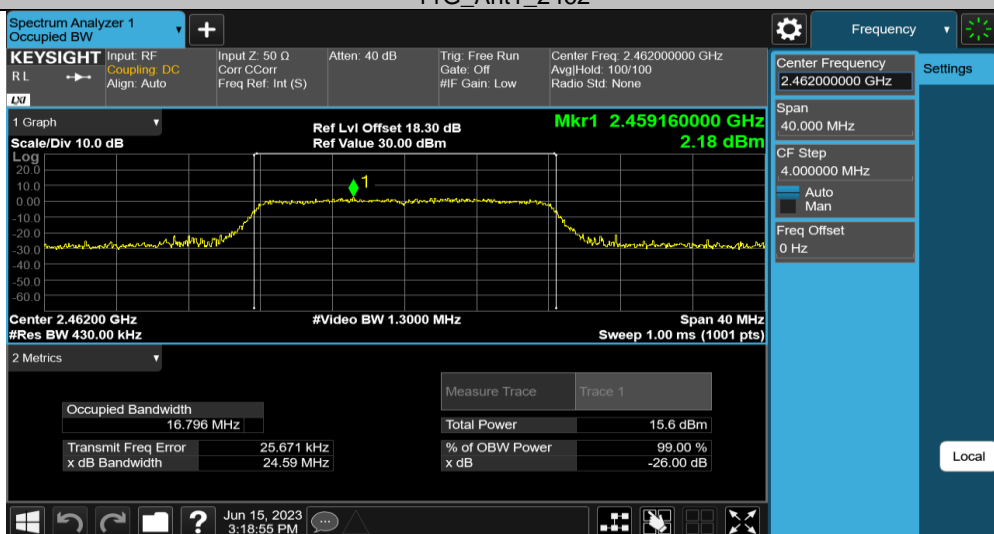 11G_Ant1_2462
Spectrum Analyzer 1
Occupied BW
Frequency
KEYSIGHT
RL
LXI
Input: RF
Coupling: DC
Align: Auto
Input Z: 50 Ω
Corr CCorr
Freq Ref: Int (S)
Atten: 40 dB
Trig: Free Run
Gate: Off
#IF Gain: Low
Center Freq: 2.462000000 GHz
Avg|Hold: 100/100
Radio Std: None
Center Frequency
2.462000000 GHz
Settings
Span
40.000 MHz
CF Step
4.000000 MHz
Auto
Man
Freq Offset
0 Hz
Local
1 Graph
Scale/Div 10.0 dB
Ref Lvl Offset 18.30 dB
Ref Value 30.00 dBm
Mkr1 2.459160000 GHz
2.18 dBm
Log
20.0
10.0
0.00
-10.0
-20.0
-30.0
-40.0
-50.0
-60.0
1
Center 2.46200 GHz
#Video BW 1.3000 MHz
Span 40 MHz
#Res BW 430.00 kHz
Sweep 1.00 ms (1001 pts)
2 Metrics
Measure Trace
Trace 1
Occupied Bandwidth
16.796 MHz
Total Power
15.6 dBm
Transmit Freq Error
25.671 kHz
% of OBW Power
99.00 %
x dB Bandwidth
24.59 MHz
x dB
-26.00 dB
?
Jun 15, 2023
3:18:55 PM